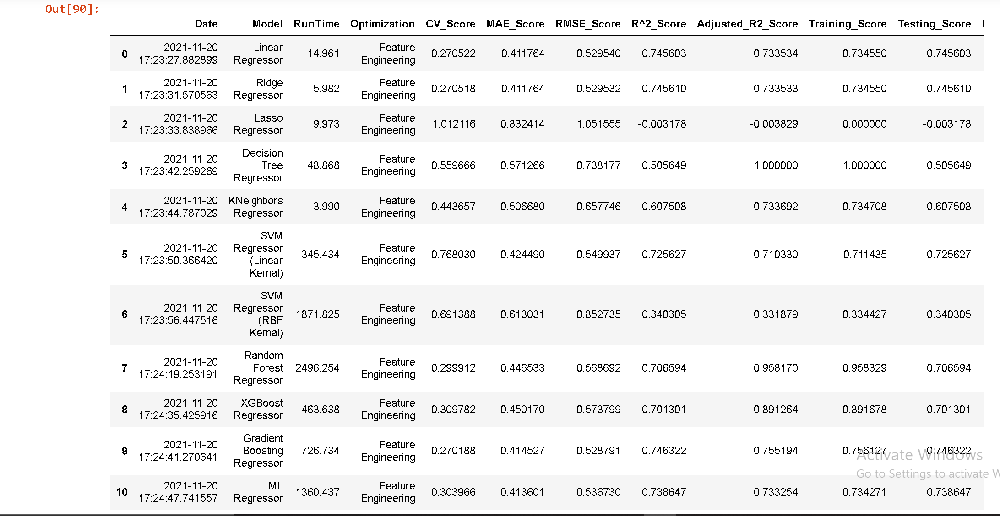 Out[90]:
Date Model RunTime Optimization CV_Score MAE_Score RMSE_Score R^2_Score Adjusted_R2_Score Training_Score Testing_Score
0 2021-11-20 17:23:27.882899 Linear Regressor 14.961 Feature Engineering 0.270522 0.411764 0.529540 0.745603 0.733534 0.734550 0.745603
1 2021-11-20 17:23:31.570563 Ridge Regressor 5.982 Feature Engineering 0.270518 0.411764 0.529532 0.745610 0.733533 0.734550 0.745610
2 2021-11-20 17:23:33.838966 Lasso Regressor 9.973 Feature Engineering 1.012116 0.832414 1.051555 -0.003178 -0.003829 0.000000 -0.003178
3 2021-11-20 17:23:42.259269 Decision Tree Regressor 48.868 Feature Engineering 0.559666 0.571266 0.738177 0.505649 1.000000 1.000000 0.505649
4 2021-11-20 17:23:44.787029 KNeighbors Regressor 3.990 Feature Engineering 0.443657 0.506680 0.657746 0.607508 0.733692 0.734708 0.607508
5 2021-11-20 17:23:50.366420 SVM Regressor (Linear Kernal) 345.434 Feature Engineering 0.768030 0.424490 0.549937 0.725627 0.710330 0.711435 0.725627
6 2021-11-20 17:23:56.447516 SVM Regressor (RBF Kernal) 1871.825 Feature Engineering 0.691388 0.613031 0.852735 0.340305 0.331879 0.334427 0.340305
7 2021-11-20 17:24:19.253191 Random Forest Regressor 2496.254 Feature Engineering 0.299912 0.446533 0.568692 0.706594 0.958170 0.958329 0.706594
8 2021-11-20 17:24:35.425916 XGBoost Regressor 463.638 Feature Engineering 0.309782 0.450170 0.573799 0.701301 0.891264 0.891678 0.701301
9 2021-11-20 17:24:41.270641 Gradient Boosting Regressor 726.734 Feature Engineering 0.270188 0.414527 0.528791 0.746322 0.755194 0.756127 0.746322
10 2021-11-20 17:24:47.741557 ML Regressor 1360.437 Feature Engineering 0.303966 0.413601 0.536730 0.738647 0.733254 0.734271 0.738647
Activate Windows
Go to Settings to activate